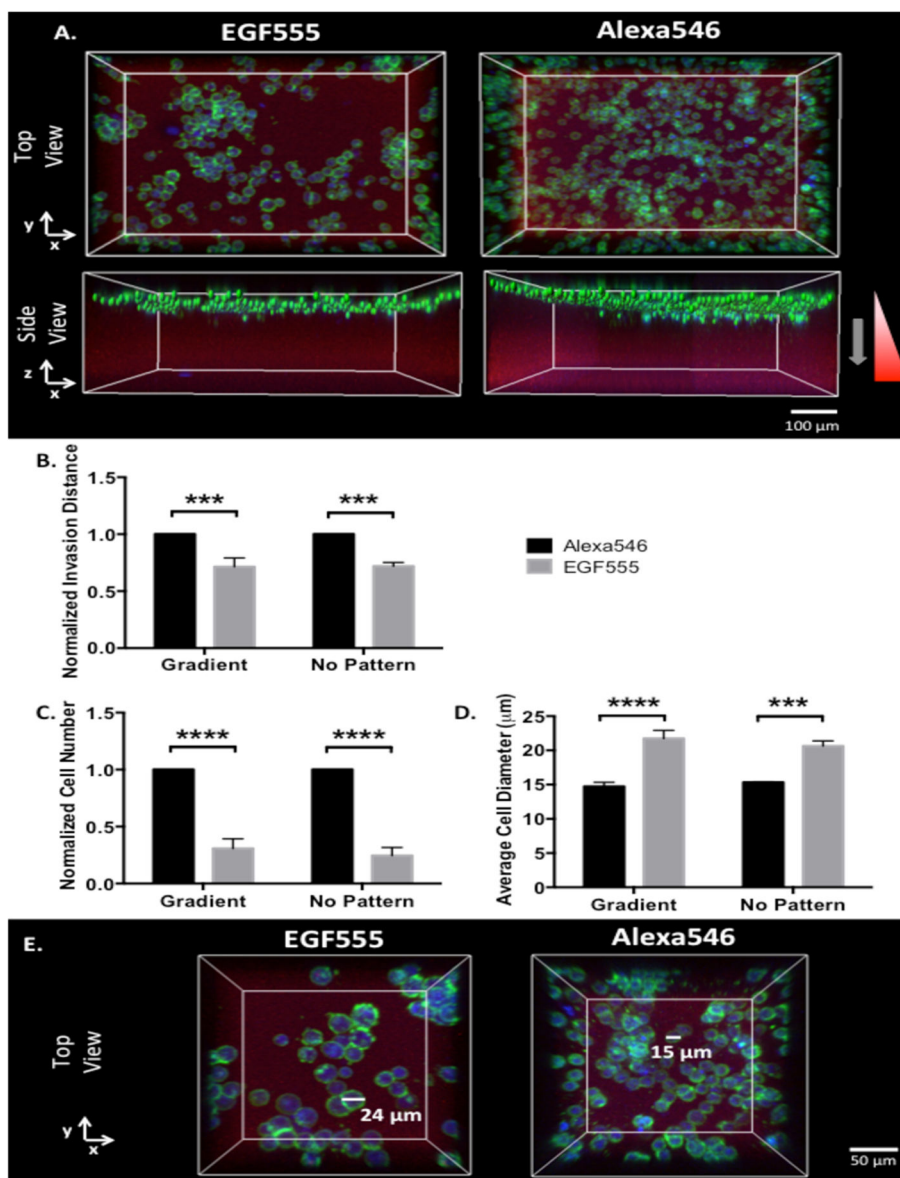 A.
EGF555
Alexa546
Top
View
y
x
Side
View
z
x
100 µm
B.
Normalized Invasion Distance
1.5
1.0
0.5
0.0
***
***
Gradient
No Pattern
Alexa546
EGF555
C.
Normalized Cell Number
1.5
1.0
0.5
0.0
****
****
Gradient
No Pattern
D.
Average Cell Diameter (µm)
25
20
15
10
5
0
****
***
Gradient
No Pattern
E.
EGF555
Alexa546
Top
View
y
x
24 µm
15 µm
50 µm